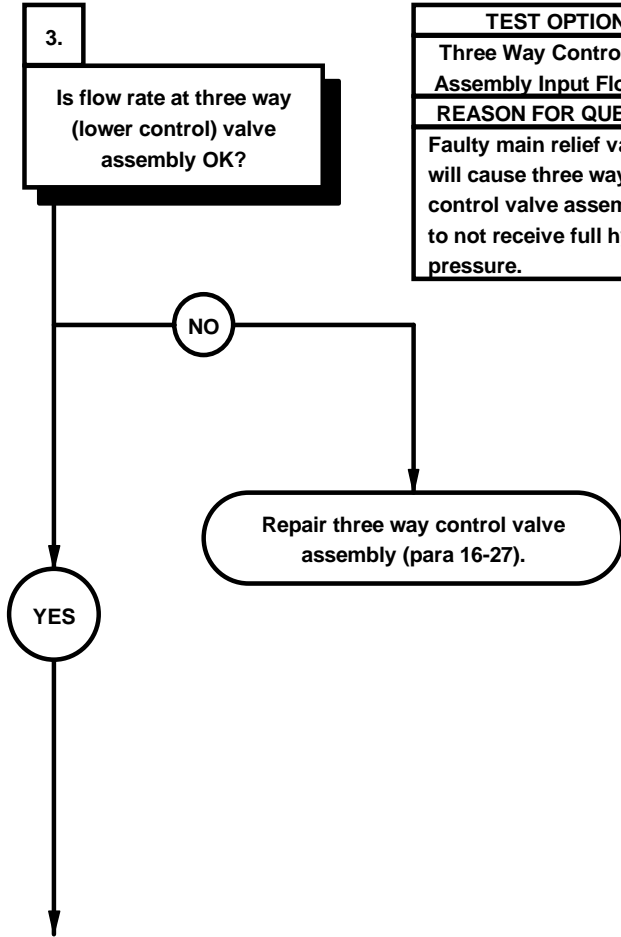 3.
Is flow rate at three way
(lower control) valve
assembly OK?
NO
Repair three way control valve
assembly (para 16-27).
YES
TEST OPTION
Three Way Contro
Assembly Input Flo
REASON FOR QUE
Faulty main relief va
will cause three way
control valve assem
to not receive full h
pressure.